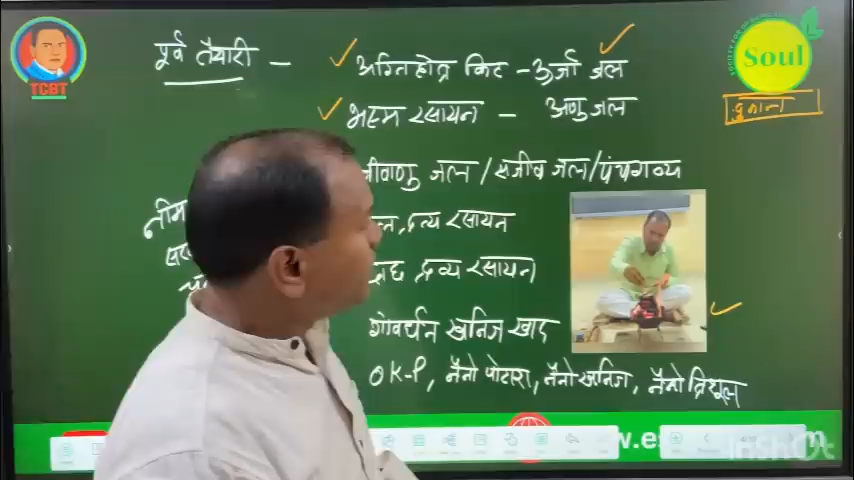 पूर्व तैयारी - अग्निहोत्र किट - ऊर्जा जल
भस्म रसायन - अणु जल
जल / सजीव जल / पंचगव्य
द्रव्य रसायन
द्रव्य रसायन
गोवर्धन खनिज खाद
OK-P, नैनो पोटाश, नैनो खनिज, नैनो त्रिशूल
नीम
TCBT
Soul
InShOt